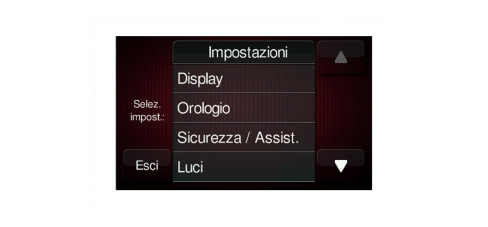 Impostazioni
Display
Selez.
impost.:
Orologio
Sicurezza / Assist.
Esci
Luci